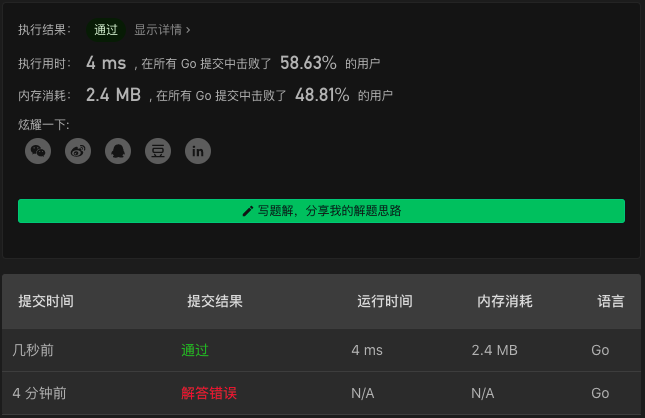 执行结果： 通过 显示详情 ›
执行用时： 4 ms , 在所有 Go 提交中击败了 58.63% 的用户
内存消耗： 2.4 MB , 在所有 Go 提交中击败了 48.81% 的用户
炫耀一下:
豆 in
写题解，分享我的解题思路
提交时间 提交结果 运行时间 内存消耗 语言
几秒前 通过 4 ms 2.4 MB Go
4 分钟前 解答错误 N/A N/A Go